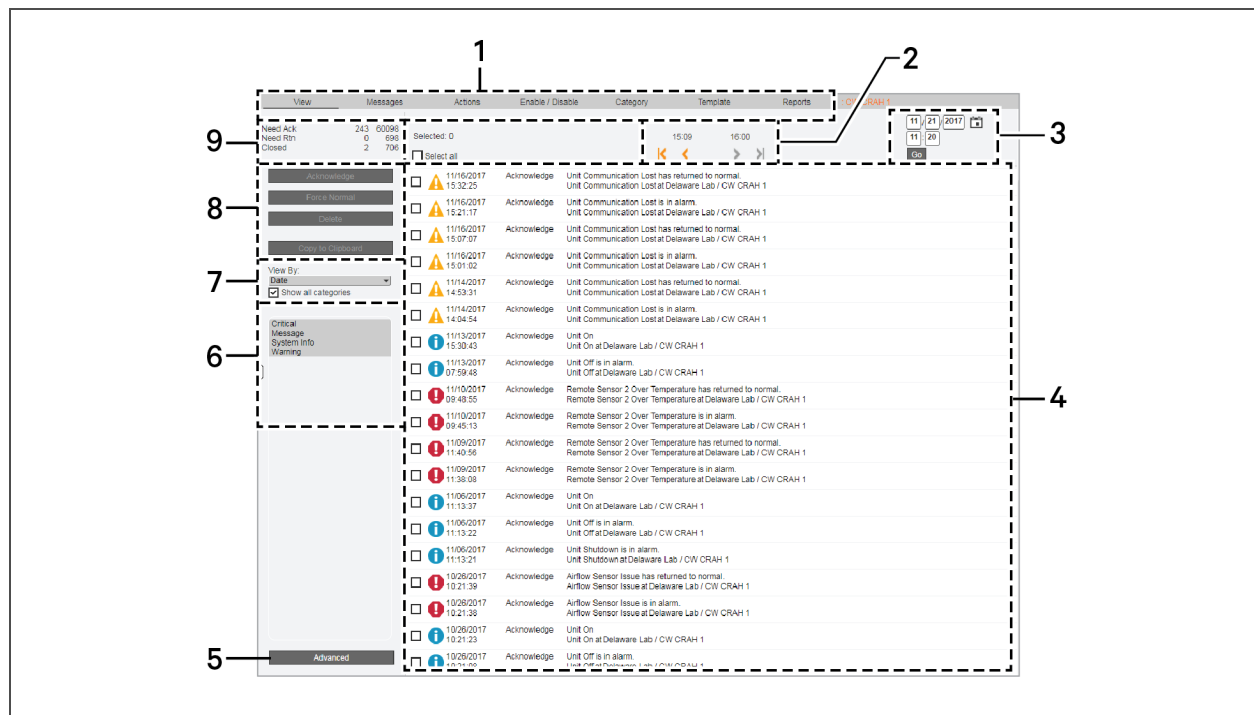 1
2
3
4
5
6
7
8
9
View Messages Actions Enable / Disable Category Template Reports : CW CRAH 1
Need Ack 243 60098
Need Rtn 0 698
Closed 2 706
Selected: 0
Select all
15:09 16:00
11 / 21 / 2017
11 : 20
Go
Acknowledge
Force Normal
Delete
Copy to Clipboard
View By:
Date
Show all categories
Critical
Message
System Info
Warning
Advanced
11/16/2017 Acknowledge Unit Communication Lost has returned to normal.
15:32:25 Unit Communication Lost at Delaware Lab / CW CRAH 1
11/16/2017 Acknowledge Unit Communication Lost is in alarm.
15:21:17 Unit Communication Lost at Delaware Lab / CW CRAH 1
11/16/2017 Acknowledge Unit Communication Lost has returned to normal.
15:07:07 Unit Communication Lost at Delaware Lab / CW CRAH 1
11/16/2017 Acknowledge Unit Communication Lost is in alarm.
15:01:02 Unit Communication Lost at Delaware Lab / CW CRAH 1
11/14/2017 Acknowledge Unit Communication Lost has returned to normal.
14:53:31 Unit Communication Lost at Delaware Lab / CW CRAH 1
11/14/2017 Acknowledge Unit Communication Lost is in alarm.
14:04:54 Unit Communication Lost at Delaware Lab / CW CRAH 1
11/13/2017 Acknowledge Unit On
15:30:43 Unit On at Delaware Lab / CW CRAH 1
11/13/2017 Acknowledge Unit Off is in alarm.
07:59:48 Unit Off at Delaware Lab / CW CRAH 1
11/10/2017 Acknowledge Remote Sensor 2 Over Temperature has returned to normal.
09:48:55 Remote Sensor 2 Over Temperature at Delaware Lab / CW CRAH 1
11/10/2017 Acknowledge Remote Sensor 2 Over Temperature is in alarm.
09:45:13 Remote Sensor 2 Over Temperature at Delaware Lab / CW CRAH 1
11/09/2017 Acknowledge Remote Sensor 2 Over Temperature has returned to normal.
11:40:56 Remote Sensor 2 Over Temperature at Delaware Lab / CW CRAH 1
11/09/2017 Acknowledge Remote Sensor 2 Over Temperature is in alarm.
11:38:08 Remote Sensor 2 Over Temperature at Delaware Lab / CW CRAH 1
11/06/2017 Acknowledge Unit On
11:13:37 Unit On at Delaware Lab / CW CRAH 1
11/06/2017 Acknowledge Unit Off is in alarm.
11:13:22 Unit Off at Delaware Lab / CW CRAH 1
11/06/2017 Acknowledge Unit Shutdown is in alarm.
11:13:21 Unit Shutdown at Delaware Lab / CW CRAH 1
10/26/2017 Acknowledge Airflow Sensor Issue has returned to normal.
10:21:39 Airflow Sensor Issue at Delaware Lab / CW CRAH 1
10/26/2017 Acknowledge Airflow Sensor Issue is in alarm.
10:21:38 Airflow Sensor Issue at Delaware Lab / CW CRAH 1
10/26/2017 Acknowledge Unit On
10:21:23 Unit On at Delaware Lab / CW CRAH 1
10/26/2017 Acknowledge Unit Off is in alarm.
Unit Off at Delaware Lab / CW CRAH 1